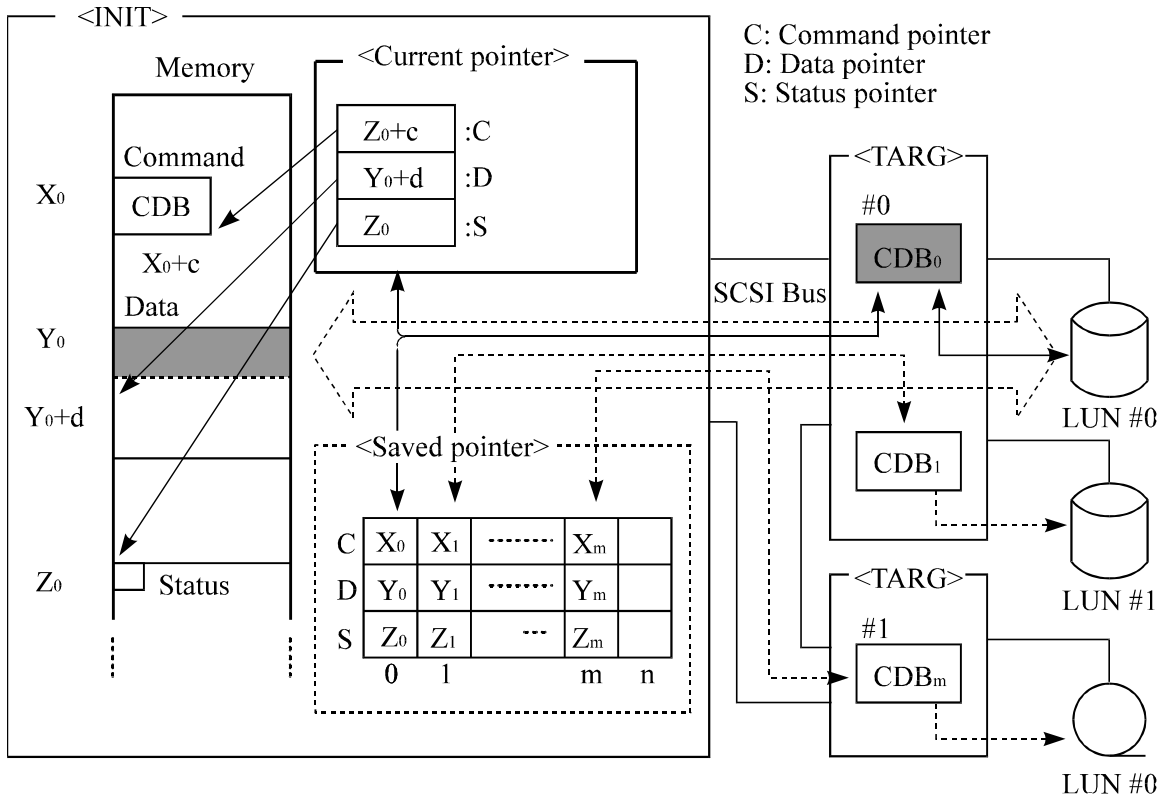 <INIT>
C: Command pointer
D: Data pointer
S: Status pointer
<Current pointer>
Memory
Z0+c :C
Y0+d :D
Z0 :S
Command
X0
CDB
X0+c
Data
Y0
Y0+d
Z0
Status
<TARG>
#0
CDB0
SCSI Bus
LUN #0
CDB1
LUN #1
<Saved pointer>
C X0 X1 ........ Xm
D Y0 Y1 ........ Ym
S Z0 Z1 ... Zm
0 1 m n
<TARG>
#1
CDBm
LUN #0